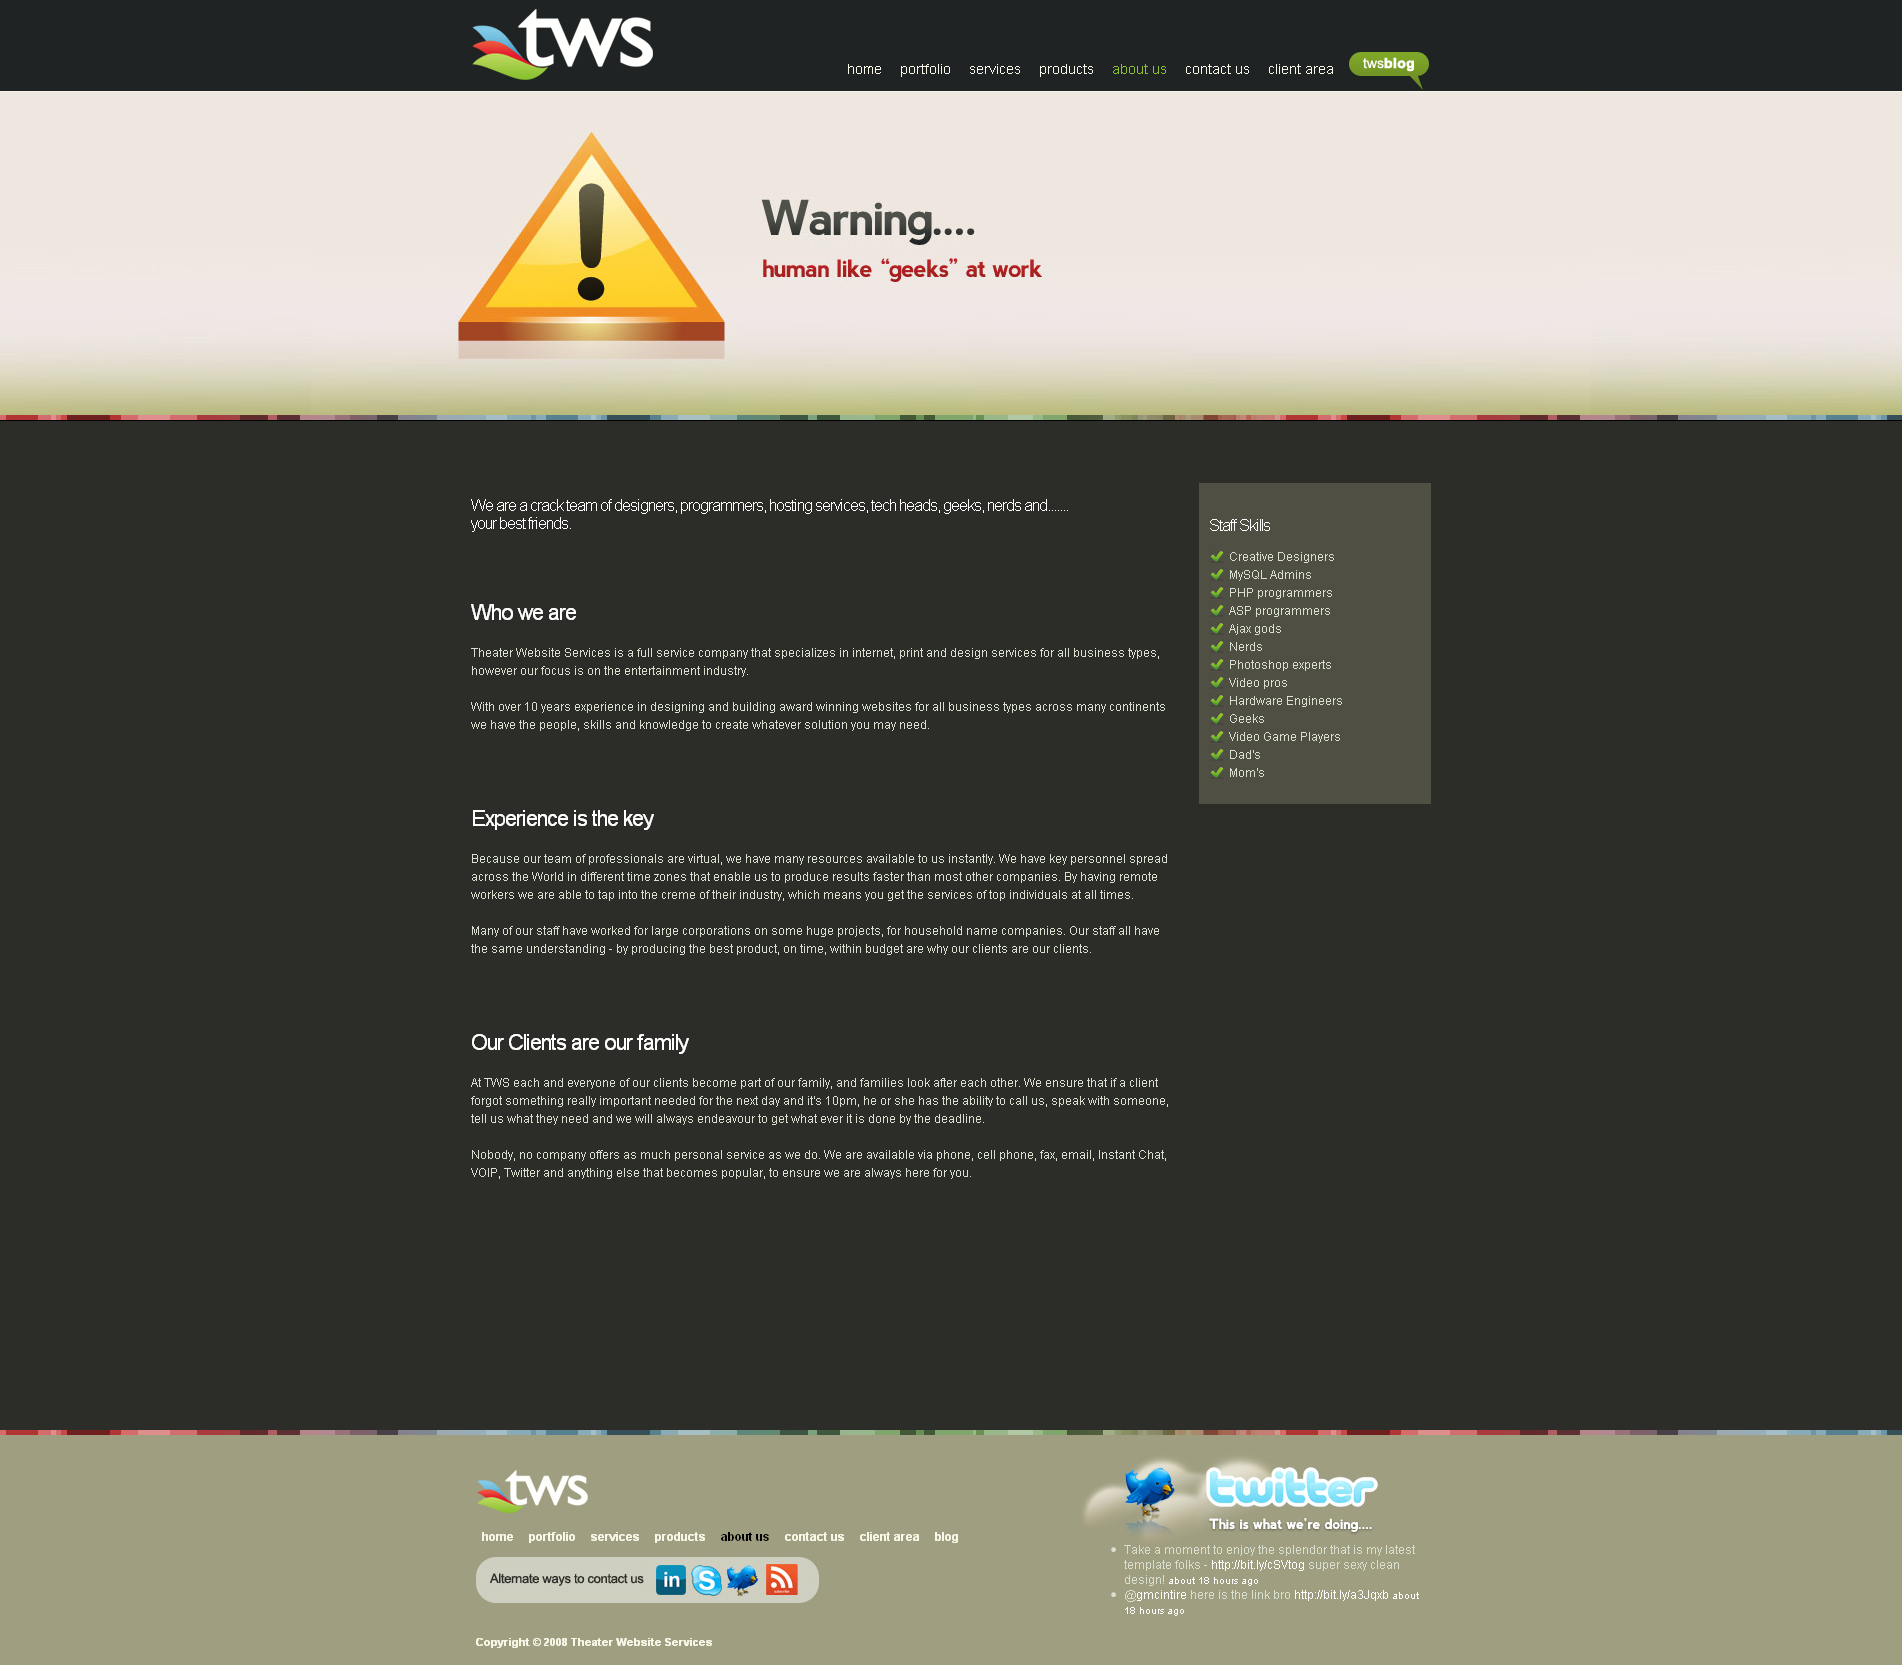 tws
home portfolio services products about us contact us client area twsblog
Warning....
human like “geeks” at work
We are a crack team of designers, programmers, hosting services, tech heads, geeks, nerds and.......
your best friends.
Who we are
Theater Website Services is a full service company that specializes in internet, print and design services for all business types,
however our focus is on the entertainment industry.
With over 10 years experience in designing and building award winning websites for all business types across many continents
we have the people, skills and knowledge to create whatever solution you may need.
Experience is the key
Because our team of professionals are virtual, we have many resources available to us instantly. We have key personnel spread
across the World in different time zones that enable us to produce results faster than most other companies. By having remote
workers we are able to tap into the creme of their industry, which means you get the services of top individuals at all times.
Many of our staff have worked for large corporations on some huge projects, for household name companies. Our staff all have
the same understanding - by producing the best product, on time, within budget are why our clients are our clients.
Our Clients are our family
At TWS each and everyone of our clients become part of our family, and families look after each other. We ensure that if a client
forgot something really important needed for the next day and it's 10pm, he or she has the ability to call us, speak with someone,
tell us what they need and we will always endeavour to get what ever it is done by the deadline.
Nobody, no company offers as much personal service as we do. We are available via phone, cell phone, fax, email, Instant Chat,
VOIP, Twitter and anything else that becomes popular, to ensure we are always here for you.
Staff Skills
Creative Designers
MySQL Admins
PHP programmers
ASP programmers
Ajax gods
Nerds
Photoshop experts
Video pros
Hardware Engineers
Geeks
Video Game Players
Dad's
Mom's
tws
home portfolio services products about us contact us client area blog
Alternate ways to contact us in S subscribe
Copyright © 2008 Theater Website Services
twitter
This is what we're doing....
Take a moment to enjoy the splendor that is my latest
template folks - http://bit.ly/cSVtog super sexy clean
design! about 18 hours ago
@gmcintire here is the link bro http://bit.ly/a3Jqxb about
18 hours ago